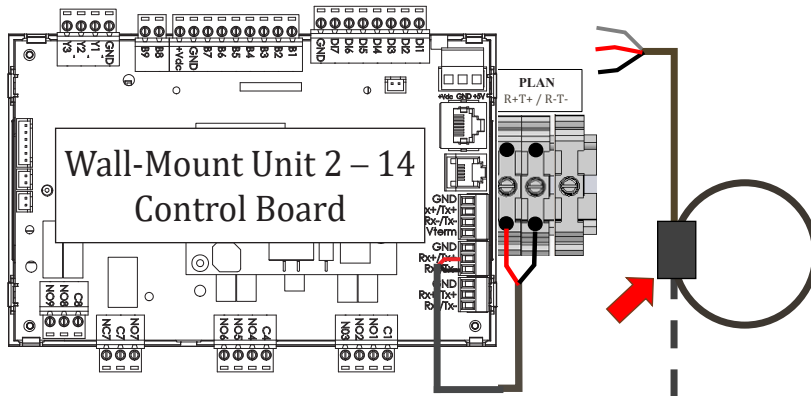 Y3
Y2
Y1
GND
B9
B8
+Vdc
GND
B7
B6
B5
B4
B3
B2
B1
GND
DI7
DI6
DI5
DI4
DI3
DI2
DI1
+Vdc GND +5V
PLAN
R+T+ / R-T-
Wall-Mount Unit 2 – 14
Control Board
GND
Rx+/Tx+
Rx-/Tx-
Vterm
GND
Rx+/Tx+
Rx-/Tx-
GND
Rx+/Tx+
Rx-/Tx-
NO9
NO8
C8
NC7
C7
NO7
NO6
NO5
NO4
C4
NO3
NO2
NO1
C1